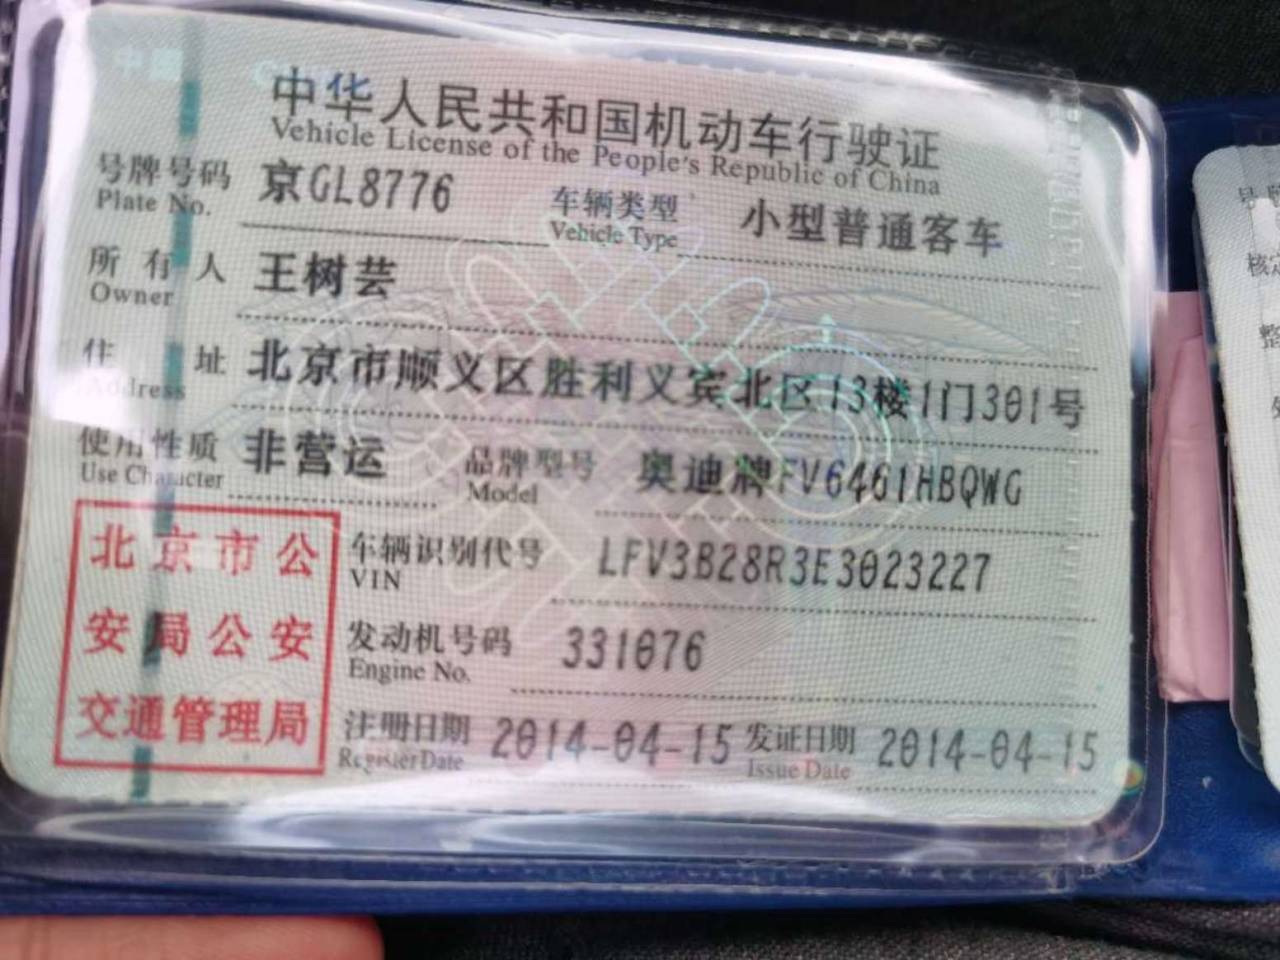 中华人民共和国机动车行驶证
Vehicle License of the People's Republic of China
号牌号码 京GL8776 车辆类型 小型普通客车
Plate No. Vehicle Type
所有人 王树芸
Owner
住址 北京市顺义区胜利义宾北区13楼1门301号
Address
使用性质 非营运 品牌型号 奥迪牌FV6461HBQWG
Use Character Model
北京市公
安局公安
交通管理局
车辆识别代号 LFV3B28R3E3023227
VIN
发动机号码 331076
Engine No.
注册日期 2014-04-15 发证日期 2014-04-15
Register Date Issue Date
号牌
核定
整